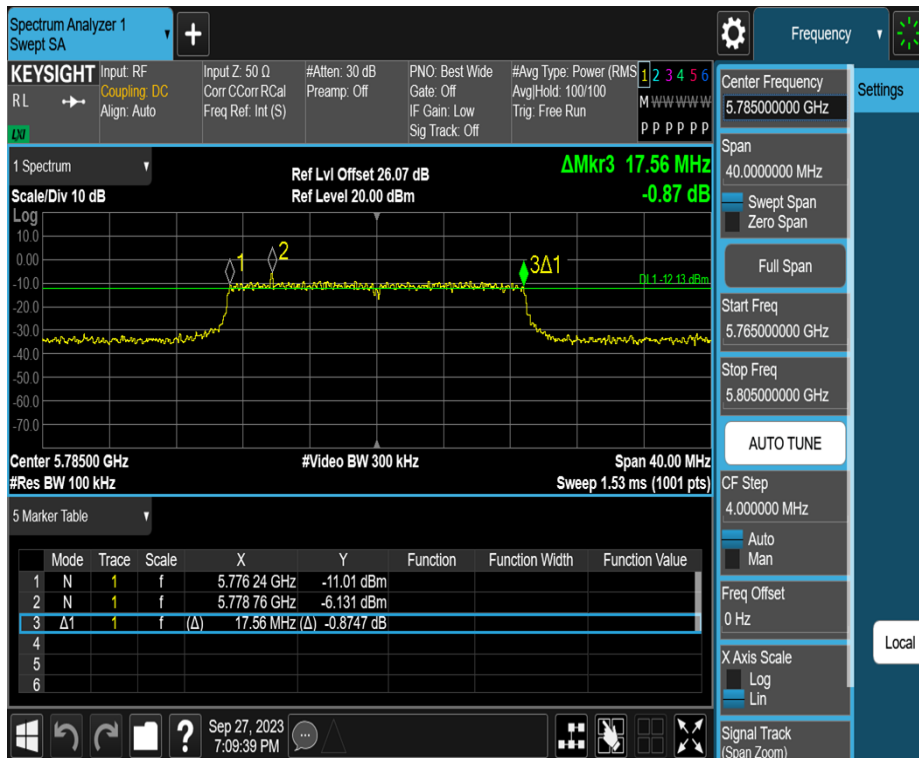 Spectrum Analyzer 1
Swept SA
+
Frequency
KEYSIGHT
R L
LXI
Input: RF
Coupling: DC
Align: Auto
Input Z: 50 Ω
Corr CCorr RCal
Freq Ref: Int (S)
#Atten: 30 dB
Preamp: Off
PNO: Best Wide
Gate: Off
IF Gain: Low
Sig Track: Off
#Avg Type: Power (RMS
Avg|Hold: 100/100
Trig: Free Run
1 2 3 4 5 6
M W W W W W
P P P P P P
1 Spectrum
Scale/Div 10 dB
Ref Lvl Offset 26.07 dB
Ref Level 20.00 dBm
ΔMkr3 17.56 MHz
-0.87 dB
Log
10.0
0.00
-10.0
-20.0
-30.0
-40.0
-50.0
-60.0
-70.0
1
2
3Δ1
DL1 -12.13 dBm
Center 5.78500 GHz
#Res BW 100 kHz
#Video BW 300 kHz
Span 40.00 MHz
Sweep 1.53 ms (1001 pts)
5 Marker Table
Mode Trace Scale X Y Function Function Width Function Value
1 N 1 f 5.776 24 GHz -11.01 dBm
2 N 1 f 5.778 76 GHz -6.131 dBm
3 Δ1 1 f (Δ) 17.56 MHz (Δ) -0.8747 dB
4
5
6
?
Sep 27, 2023
7:09:39 PM
Center Frequency
5.785000000 GHz
Span
40.0000000 MHz
Swept Span
Zero Span
Full Span
Start Freq
5.765000000 GHz
Stop Freq
5.805000000 GHz
AUTO TUNE
CF Step
4.000000 MHz
Auto
Man
Freq Offset
0 Hz
X Axis Scale
Log
Lin
Signal Track
(Span Zoom)
Settings
Local